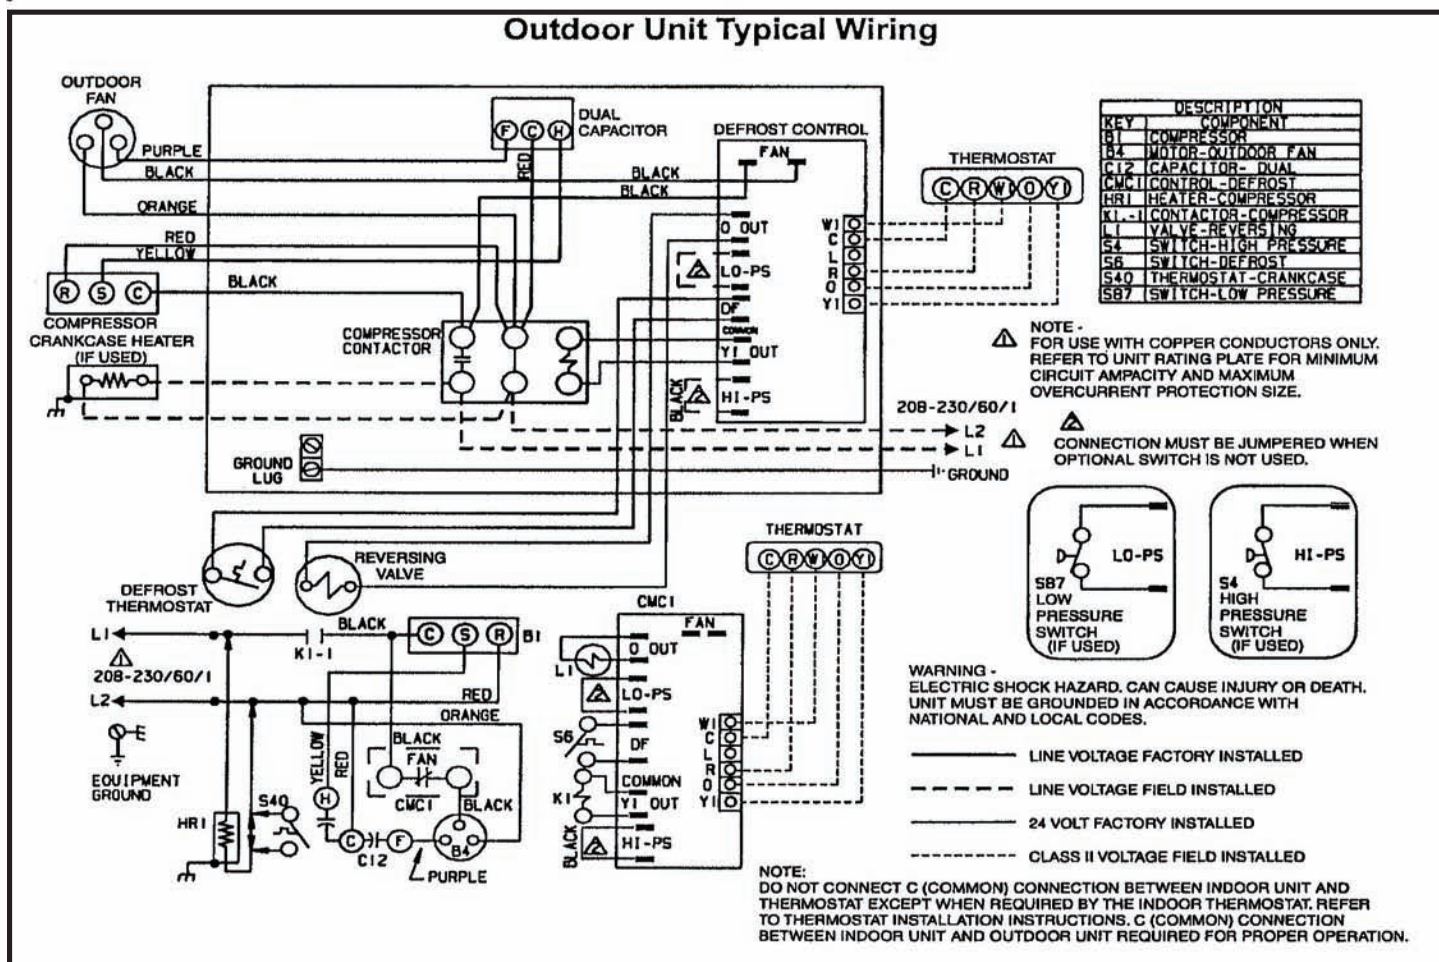 Outdoor Unit Typical Wiring
OUTDOOR
FAN
PURPLE
BLACK
ORANGE
RED
YELLOW
R S C
COMPRESSOR
CRANKCASE HEATER
(IF USED)
BLACK
F C H
DUAL
CAPACITOR
RED
BLACK
BLACK
COMPRESSOR
CONTACTOR
DEFROST CONTROL
FAN
O OUT
2
LO-PS
DF
COMMON
Y1 OUT
BLACK
2
HI-PS
W1
C
L
R
O
Y1
THERMOSTAT
C R W1 O Y1
208-230/60/1
L2
L1
1
GROUND
GROUND
LUG
DESCRIPTION
KEY COMPONENT
B1 COMPRESSOR
B4 MOTOR-OUTDOOR FAN
C12 CAPACITOR- DUAL
CMC1 CONTROL-DEFROST
HR1 HEATER-COMPRESSOR
K1,-1 CONTACTOR-COMPRESSOR
L1 VALVE-REVERSING
S4 SWITCH-HIGH PRESSURE
S6 SWITCH-DEFROST
S40 THERMOSTAT-CRANKCASE
S87 SWITCH-LOW PRESSURE
1
NOTE -
FOR USE WITH COPPER CONDUCTORS ONLY.
REFER TO UNIT RATING PLATE FOR MINIMUM
CIRCUIT AMPACITY AND MAXIMUM
OVERCURRENT PROTECTION SIZE.
2
CONNECTION MUST BE JUMPERED WHEN
OPTIONAL SWITCH IS NOT USED.
LO-PS
S87
LOW
PRESSURE
SWITCH
(IF USED)
HI-PS
S4
HIGH
PRESSURE
SWITCH
(IF USED)
DEFROST
THERMOSTAT
REVERSING
VALVE
L1
1
208-230/60/1
L2
E
EQUIPMENT
GROUND
K1-1
BLACK
C S R
B1
RED
ORANGE
YELLOW
RED
BLACK
FAN
CMC1
BLACK
H
C
C12
F
B4
PURPLE
HR1
S40
THERMOSTAT
C R W O Y1
CMC1
FAN
L1
O OUT
2
LO-PS
S6
DF
COMMON
K1
Y1 OUT
BLACK
2
HI-PS
W1
C
L
R
O
Y1
WARNING -
ELECTRIC SHOCK HAZARD. CAN CAUSE INJURY OR DEATH.
UNIT MUST BE GROUNDED IN ACCORDANCE WITH
NATIONAL AND LOCAL CODES.
LINE VOLTAGE FACTORY INSTALLED
LINE VOLTAGE FIELD INSTALLED
24 VOLT FACTORY INSTALLED
CLASS II VOLTAGE FIELD INSTALLED
NOTE:
DO NOT CONNECT C (COMMON) CONNECTION BETWEEN INDOOR UNIT AND
THERMOSTAT EXCEPT WHEN REQUIRED BY THE INDOOR THERMOSTAT. REFER
TO THERMOSTAT INSTALLATION INSTRUCTIONS. C (COMMON) CONNECTION
BETWEEN INDOOR UNIT AND OUTDOOR UNIT REQUIRED FOR PROPER OPERATION.